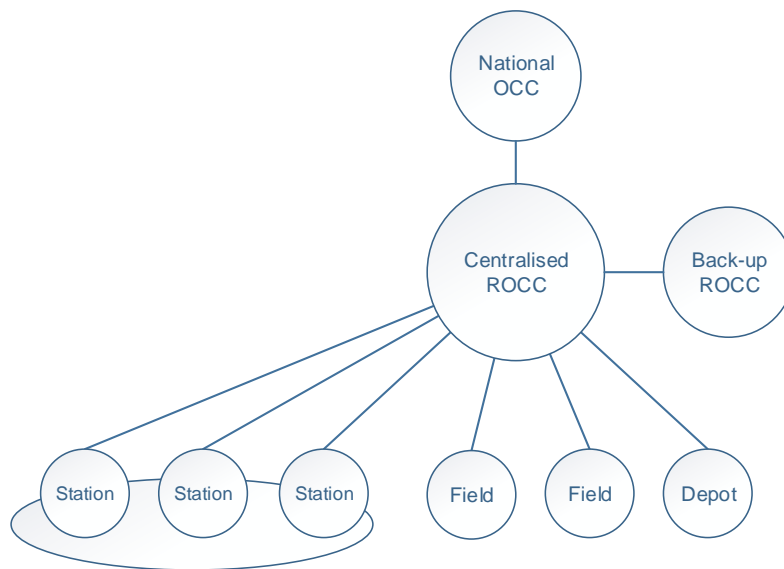 National
OCC
Centralised
ROCC
Back-up
ROCC
Station
Station
Station
Field
Field
Depot